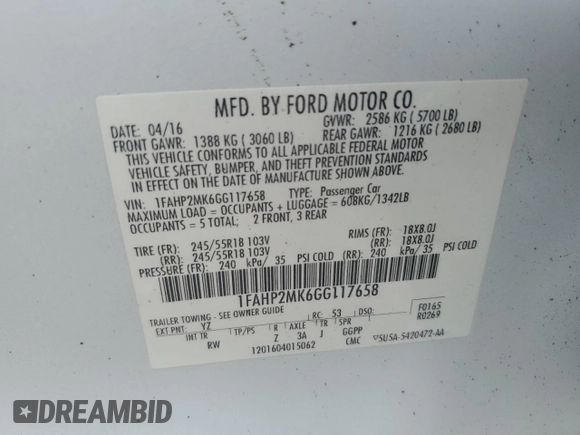 MFD. BY FORD MOTOR CO.
DATE: 04/16 GVWR: 2586 KG ( 5700 LB)
FRONT GAWR: 1388 KG ( 3060 LB) REAR GAWR: 1216 KG ( 2680 LB)
THIS VEHICLE CONFORMS TO ALL APPLICABLE FEDERAL MOTOR
VEHICLE SAFETY, BUMPER, AND THEFT PREVENTION STANDARDS
IN EFFECT ON THE DATE OF MANUFACTURE SHOWN ABOVE.
VIN: 1FAHP2MK6GG117658 TYPE: Passenger Car
MAXIMUM LOAD = OCCUPANTS + LUGGAGE = 608KG/1342LB
OCCUPANTS = 5 TOTAL; 2 FRONT, 3 REAR
TIRE (FR): 245/55R18 103V RIMS (FR): 18X8.0J
(RR): 245/55R18 103V (RR): 18X8.0J
PRESSURE (FR): 240 kPa/ 35 PSI COLD (RR): 240 kPa/ 35 PSI COLD
1FAHP2MK6GG117658
TRAILER TOWING - SEE OWNER GUIDE
RC: 53 DSO:
F0165
R0269
EXT PNT: YZ
INT TR TP/PS R AXLE TR SPR
RW Z 3A J GGPP
1201604015062 CMC ▽5U5A-5420472-AA
DREAMBID